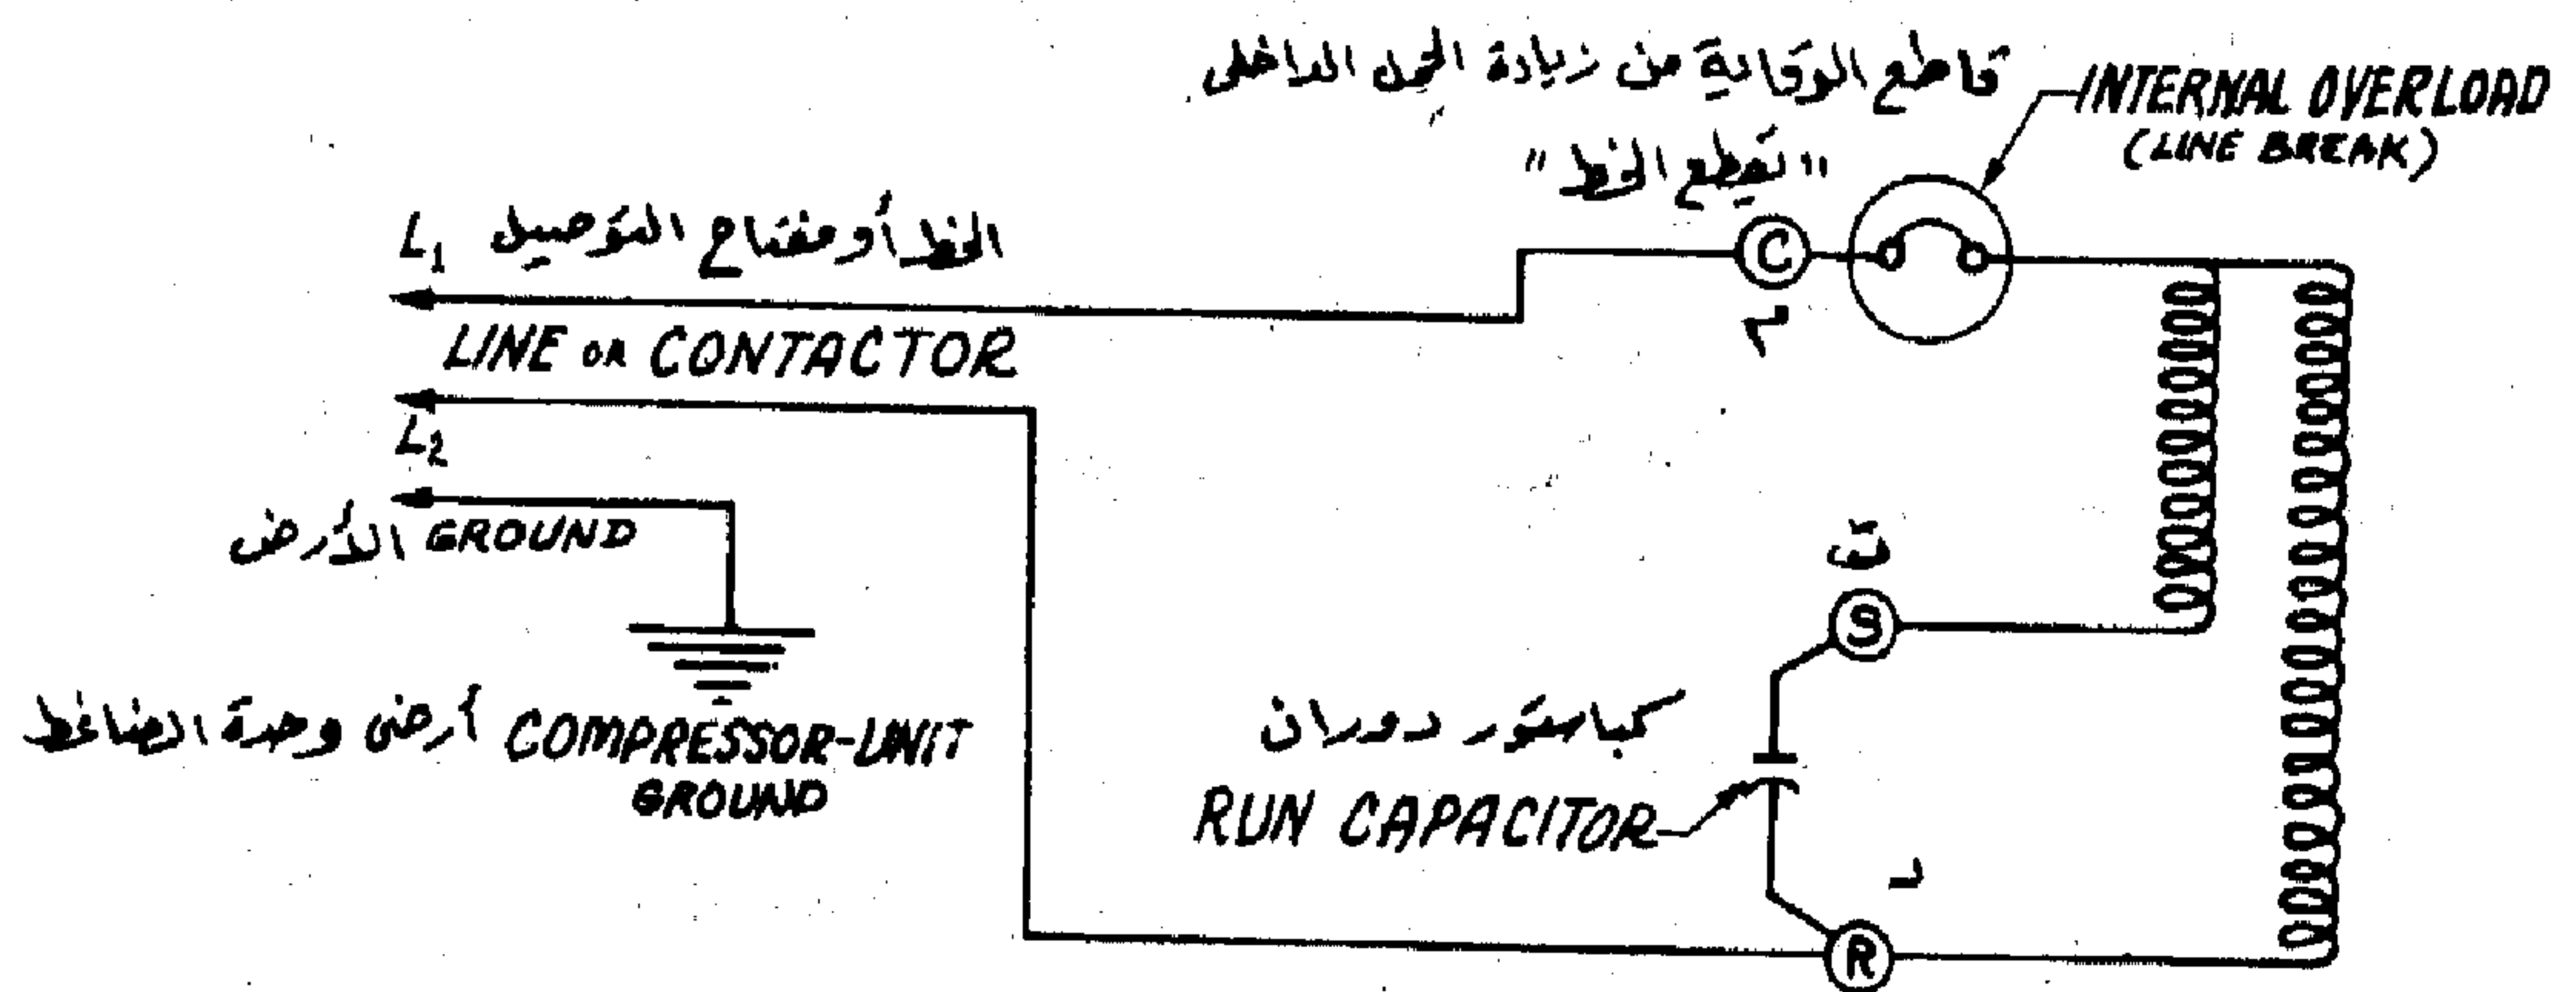 قاطع الوقاية من زيادة الحمل الداخلى
INTERNAL OVERLOAD
(LINE BREAK)
"تقطع الخط"
L1 الخط أو مفتاح التوصيل
C
م
LINE OR CONTACTOR
L2
الأرض GROUND
ت
S
أرضى وحدة الضاغط COMPRESSOR-UNIT
GROUND
كباستور دوران
RUN CAPACITOR
د
R